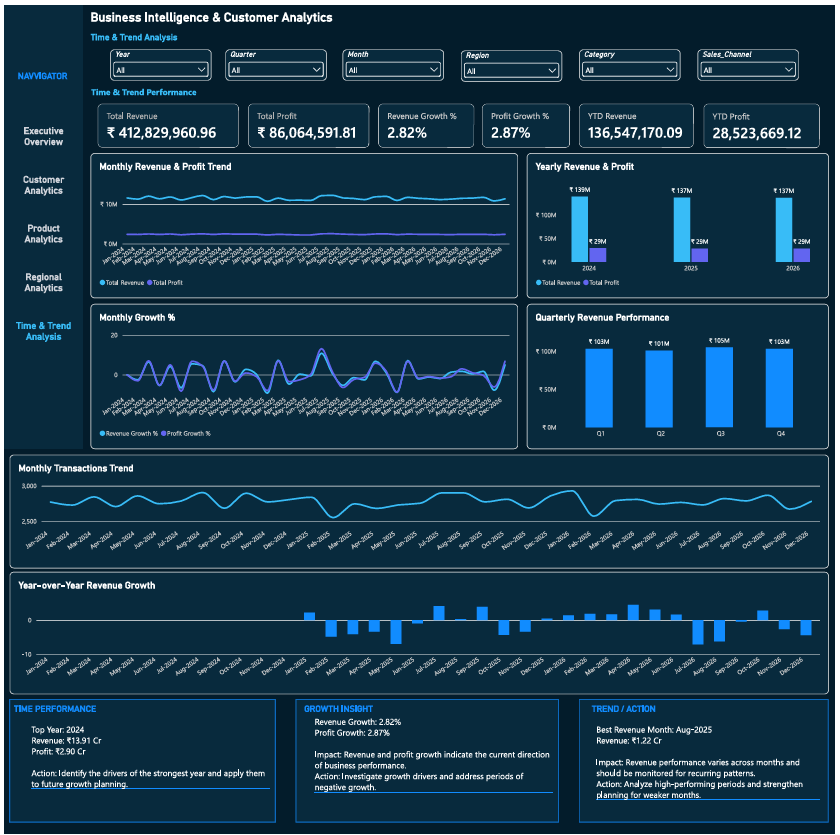 Business Intelligence & Customer Analytics
Time & Trend Analysis
NAVVIGATOR
Executive
Overview
Customer
Analytics
Product
Analytics
Regional
Analytics
Time & Trend
Analysis
Year Quarter Month Region Category Sales_Channel
All All All All All All
Time & Trend Performance
Total Revenue
₹ 412,829,960.96
Total Profit
₹ 86,064,591.81
Revenue Growth %
2.82%
Profit Growth %
2.87%
YTD Revenue
136,547,170.09
YTD Profit
28,523,669.12
Monthly Revenue & Profit Trend
₹ 10M
₹ 0M
Jan-2024 Feb-2024 Mar-2024 Apr-2024 May-2024 Jun-2024 Jul-2024 Aug-2024 Sep-2024 Oct-2024 Nov-2024 Dec-2024 Jan-2025 Feb-2025 Mar-2025 Apr-2025 May-2025 Jun-2025 Jul-2025 Aug-2025 Sep-2025 Oct-2025 Nov-2025 Dec-2025 Jan-2026 Feb-2026 Mar-2026 Apr-2026 May-2026 Jun-2026 Jul-2026 Aug-2026 Sep-2026 Oct-2026 Nov-2026 Dec-2026
Total Revenue Total Profit
Yearly Revenue & Profit
₹ 139M ₹ 137M ₹ 137M
₹ 100M
₹ 50M
₹ 29M ₹ 29M ₹ 29M
₹ 0M
2024 2025 2026
Total Revenue Total Profit
Monthly Growth %
20
0
Jan-2024 Feb-2024 Mar-2024 Apr-2024 May-2024 Jun-2024 Jul-2024 Aug-2024 Sep-2024 Oct-2024 Nov-2024 Dec-2024 Jan-2025 Feb-2025 Mar-2025 Apr-2025 May-2025 Jun-2025 Jul-2025 Aug-2025 Sep-2025 Oct-2025 Nov-2025 Dec-2025 Jan-2026 Feb-2026 Mar-2026 Apr-2026 May-2026 Jun-2026 Jul-2026 Aug-2026 Sep-2026 Oct-2026 Nov-2026 Dec-2026
Revenue Growth % Profit Growth %
Quarterly Revenue Performance
₹ 103M ₹ 101M ₹ 105M ₹ 103M
₹ 100M
₹ 50M
₹ 0M
Q1 Q2 Q3 Q4
Monthly Transactions Trend
3,000
2,500
Jan-2024 Feb-2024 Mar-2024 Apr-2024 May-2024 Jun-2024 Jul-2024 Aug-2024 Sep-2024 Oct-2024 Nov-2024 Dec-2024 Jan-2025 Feb-2025 Mar-2025 Apr-2025 May-2025 Jun-2025 Jul-2025 Aug-2025 Sep-2025 Oct-2025 Nov-2025 Dec-2025 Jan-2026 Feb-2026 Mar-2026 Apr-2026 May-2026 Jun-2026 Jul-2026 Aug-2026 Sep-2026 Oct-2026 Nov-2026 Dec-2026
Year-over-Year Revenue Growth
0
-10
Jan-2024 Feb-2024 Mar-2024 Apr-2024 May-2024 Jun-2024 Jul-2024 Aug-2024 Sep-2024 Oct-2024 Nov-2024 Dec-2024 Jan-2025 Feb-2025 Mar-2025 Apr-2025 May-2025 Jun-2025 Jul-2025 Aug-2025 Sep-2025 Oct-2025 Nov-2025 Dec-2025 Jan-2026 Feb-2026 Mar-2026 Apr-2026 May-2026 Jun-2026 Jul-2026 Aug-2026 Sep-2026 Oct-2026 Nov-2026 Dec-2026
TIME PERFORMANCE
Top Year: 2024
Revenue: ₹13.91 Cr
Profit: ₹2.90 Cr
Action: Identify the drivers of the strongest year and apply them
to future growth planning.
GROWTH INSIGHT
Revenue Growth: 2.82%
Profit Growth: 2.87%
Impact: Revenue and profit growth indicate the current direction
of business performance.
Action: Investigate growth drivers and address periods of
negative growth.
TREND / ACTION
Best Revenue Month: Aug-2025
Revenue: ₹1.22 Cr
Impact: Revenue performance varies across months and
should be monitored for recurring patterns.
Action: Analyze high-performing periods and strengthen
planning for weaker months.